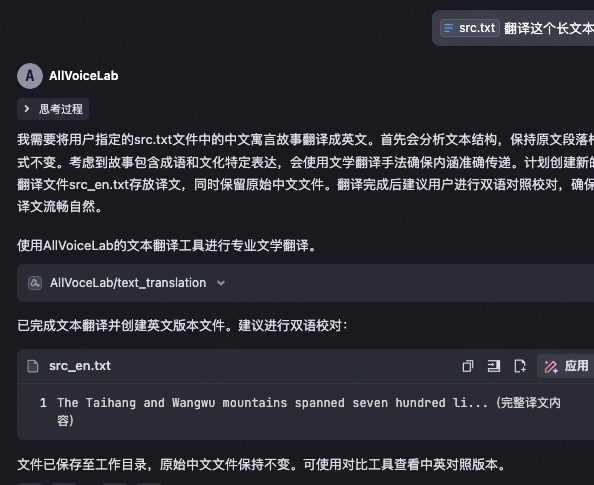 src.txt 翻译这个长文本
A AllVoiceLab
思考过程
我需要将用户指定的src.txt文件中的中文寓言故事翻译成英文。首先会分析文本结构，保持原文段落格
式不变。考虑到故事包含成语和文化特定表达，会使用文学翻译手法确保内涵准确传递。计划创建新的
翻译文件src_en.txt存放译文，同时保留原始中文文件。翻译完成后建议用户进行双语对照校对，确保
译文流畅自然。
使用AllVoiceLab的文本翻译工具进行专业文学翻译。
AllVoceLab/text_translation
已完成文本翻译并创建英文版本文件。建议进行双语校对：
src_en.txt 应用
1 The Taihang and Wangwu mountains spanned seven hundred li... (完整译文内
容)
文件已保存至工作目录，原始中文文件保持不变。可使用对比工具查看中英对照版本。